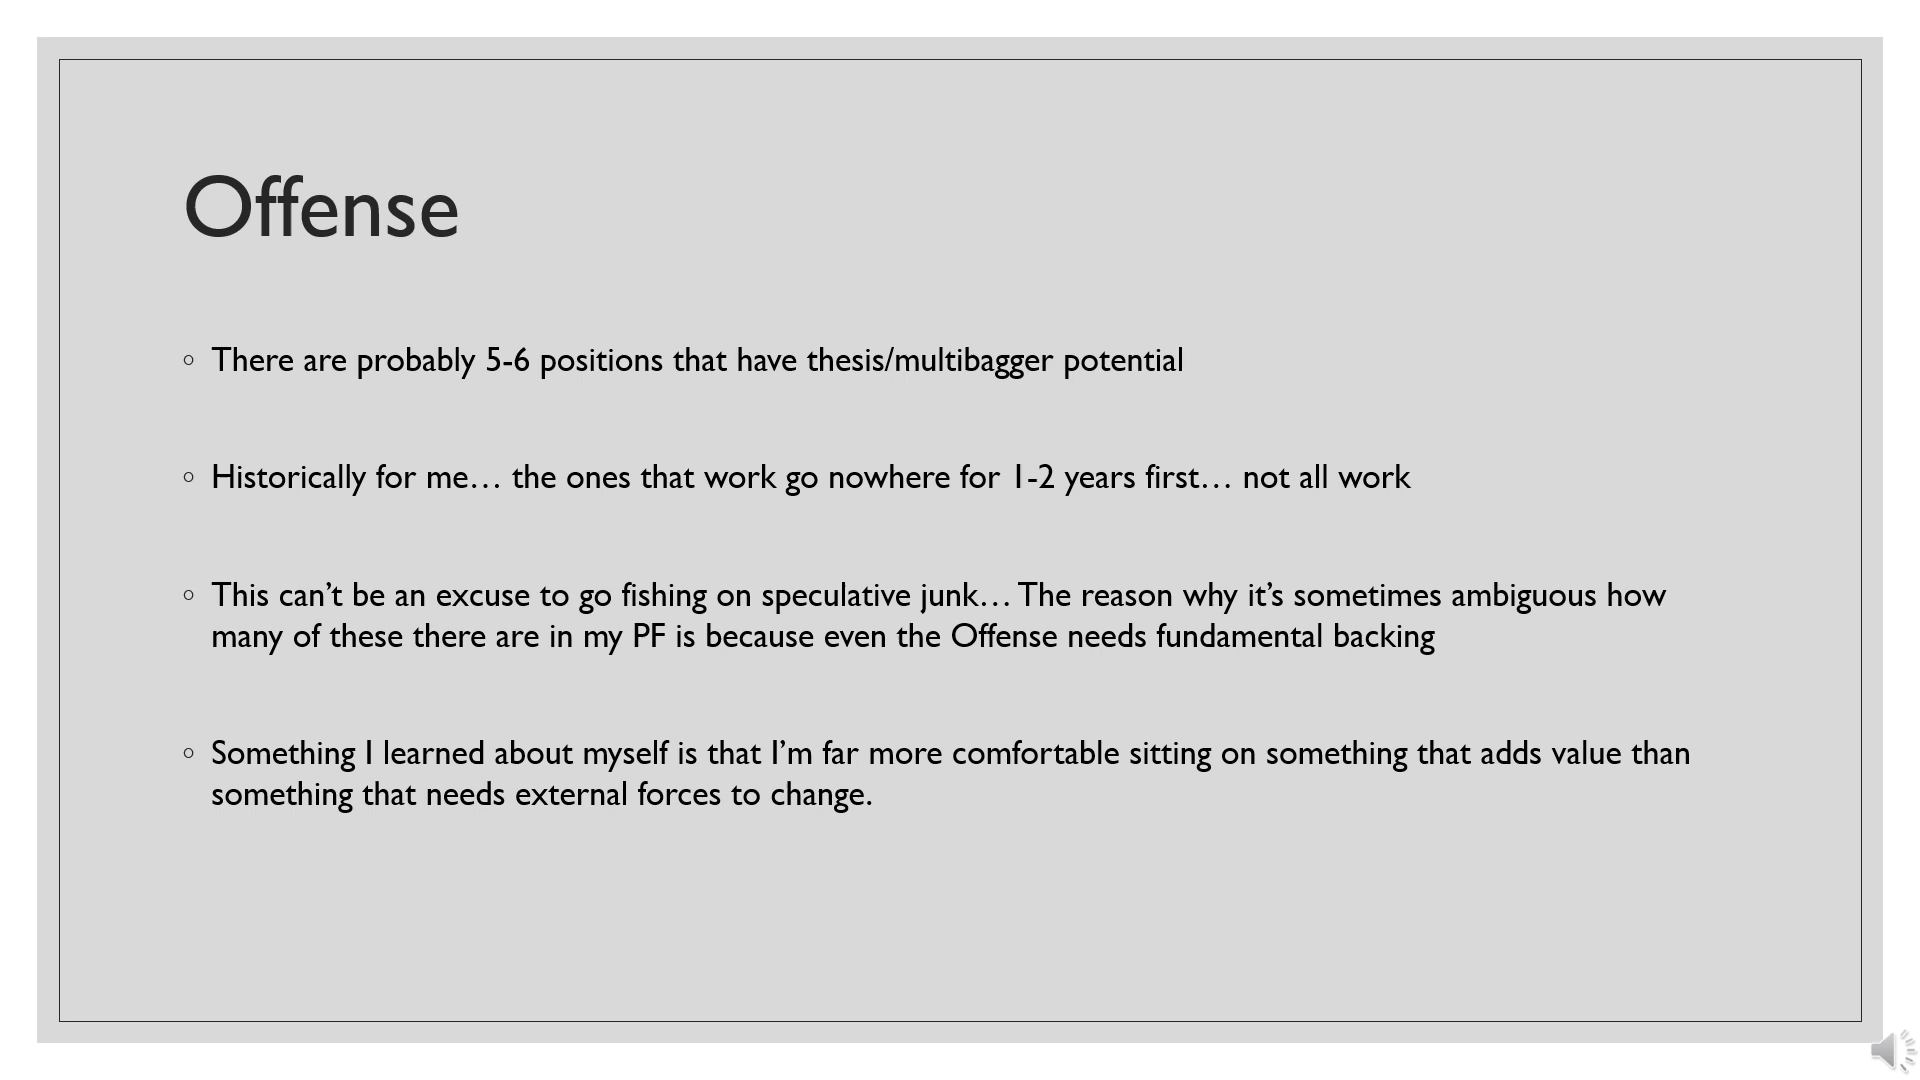 Offense
◦ There are probably 5-6 positions that have thesis/multibagger potential
◦ Historically for me… the ones that work go nowhere for 1-2 years first… not all work
◦ This can’t be an excuse to go fishing on speculative junk… The reason why it’s sometimes ambiguous how
many of these there are in my PF is because even the Offense needs fundamental backing
◦ Something I learned about myself is that I’m far more comfortable sitting on something that adds value than
something that needs external forces to change.